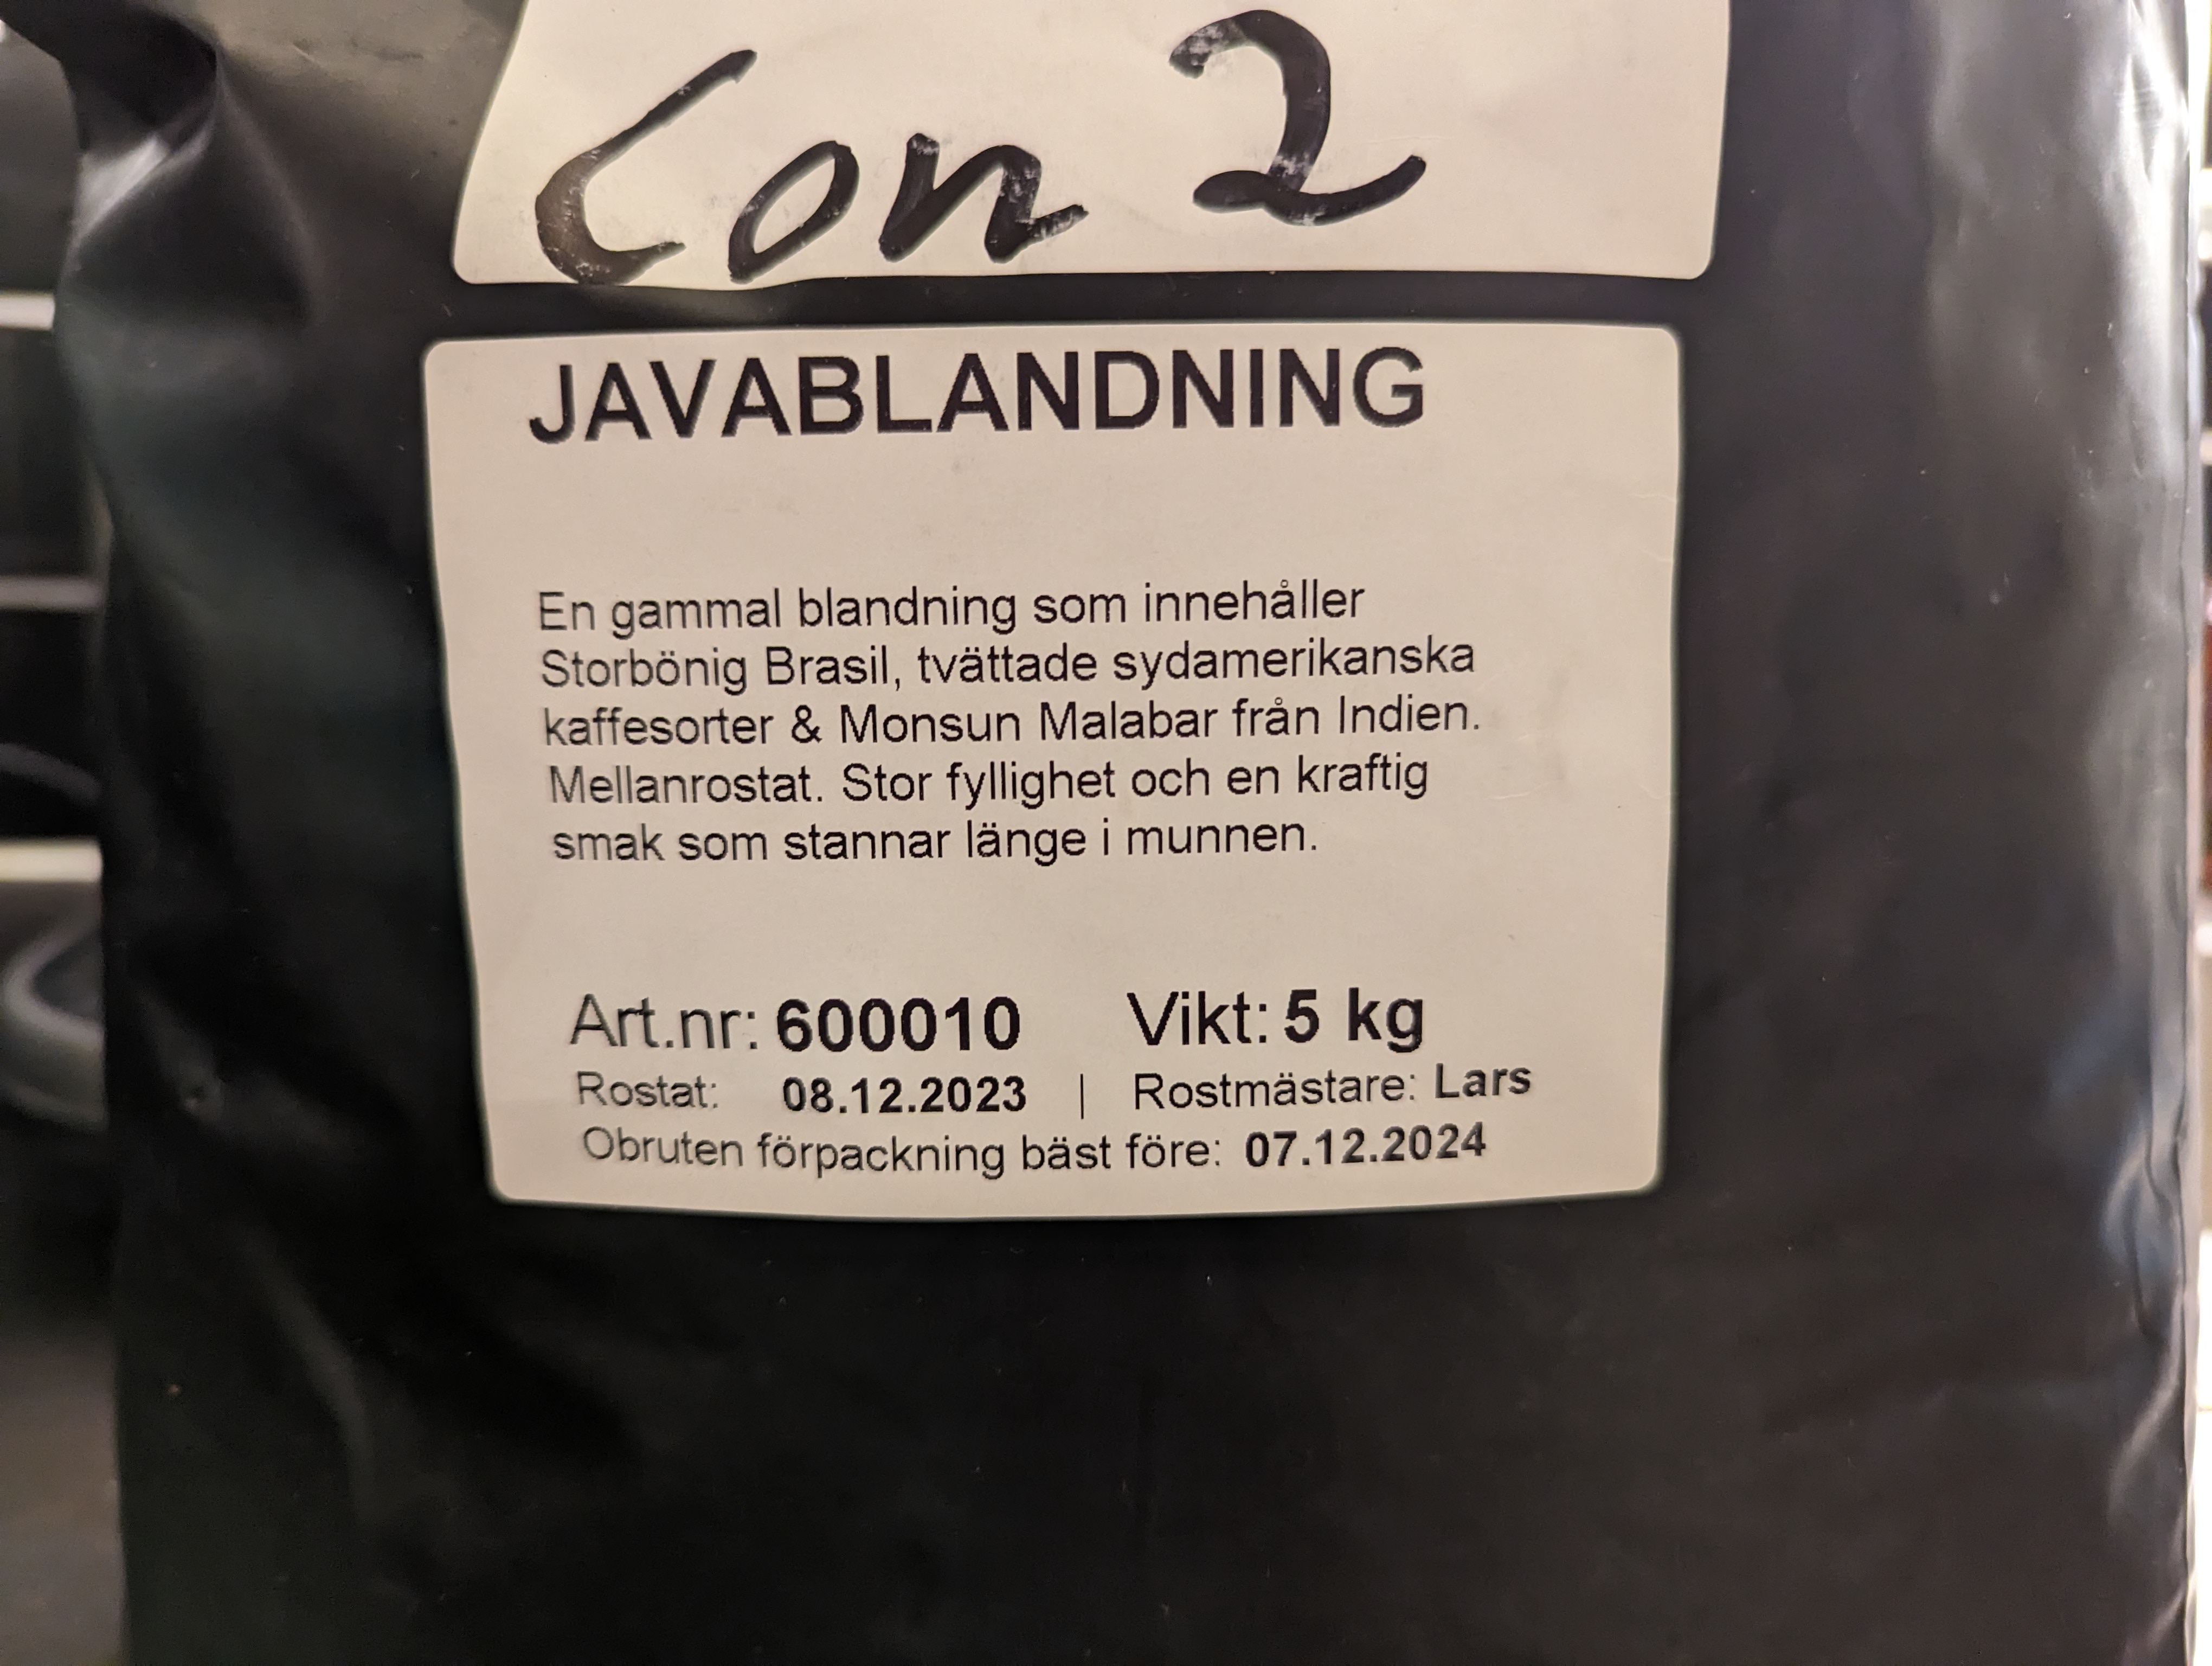 Con 2
JAVABLANDNING
En gammal blandning som innehåller
Storbönig Brasil, tvättade sydamerikanska
kaffesorter & Monsun Malabar från Indien.
Mellanrostat. Stor fyllighet och en kraftig
smak som stannar länge i munnen.
Art.nr: 600010 Vikt: 5 kg
Rostat: 08.12.2023 | Rostmästare: Lars
Obruten förpackning bäst före: 07.12.2024